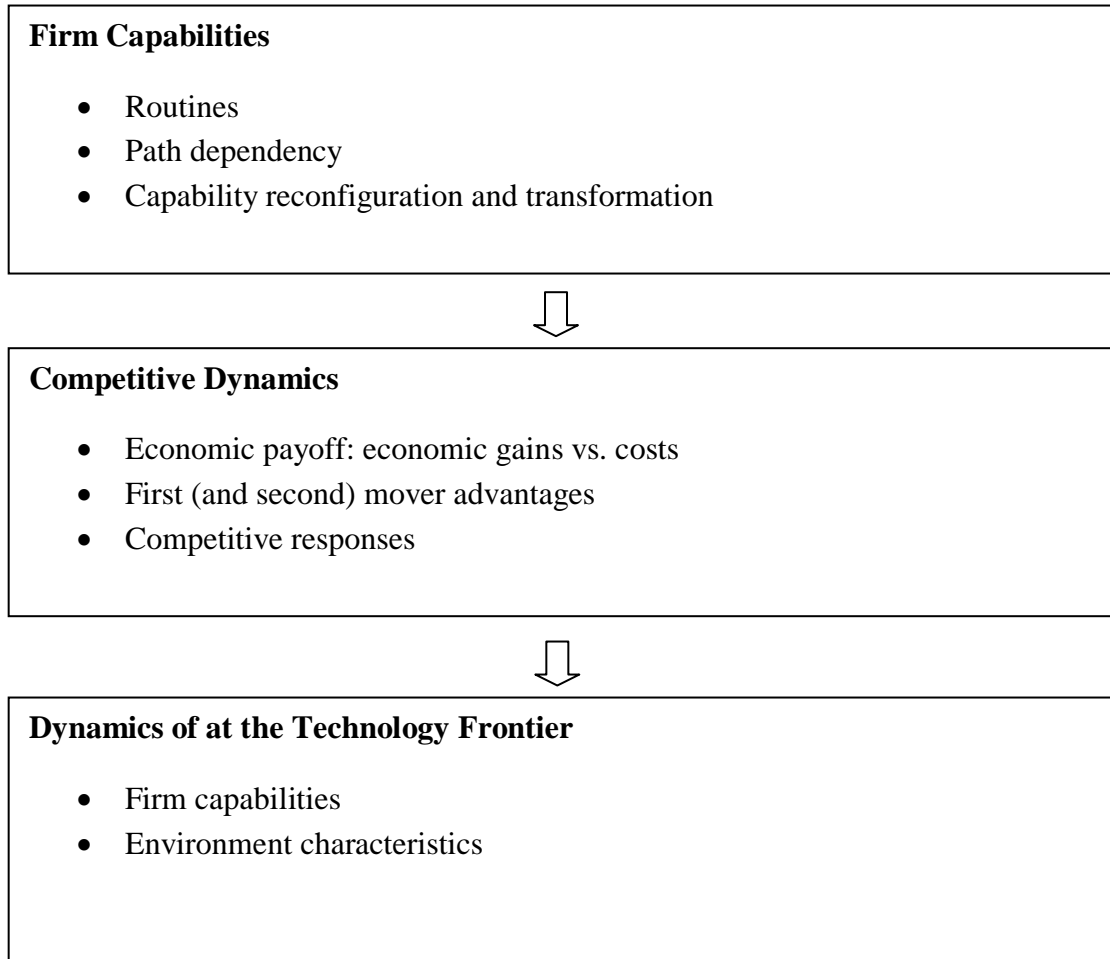 Firm Capabilities
• Routines
• Path dependency
• Capability reconfiguration and transformation
Competitive Dynamics
• Economic payoff: economic gains vs. costs
• First (and second) mover advantages
• Competitive responses
Dynamics of at the Technology Frontier
• Firm capabilities
• Environment characteristics